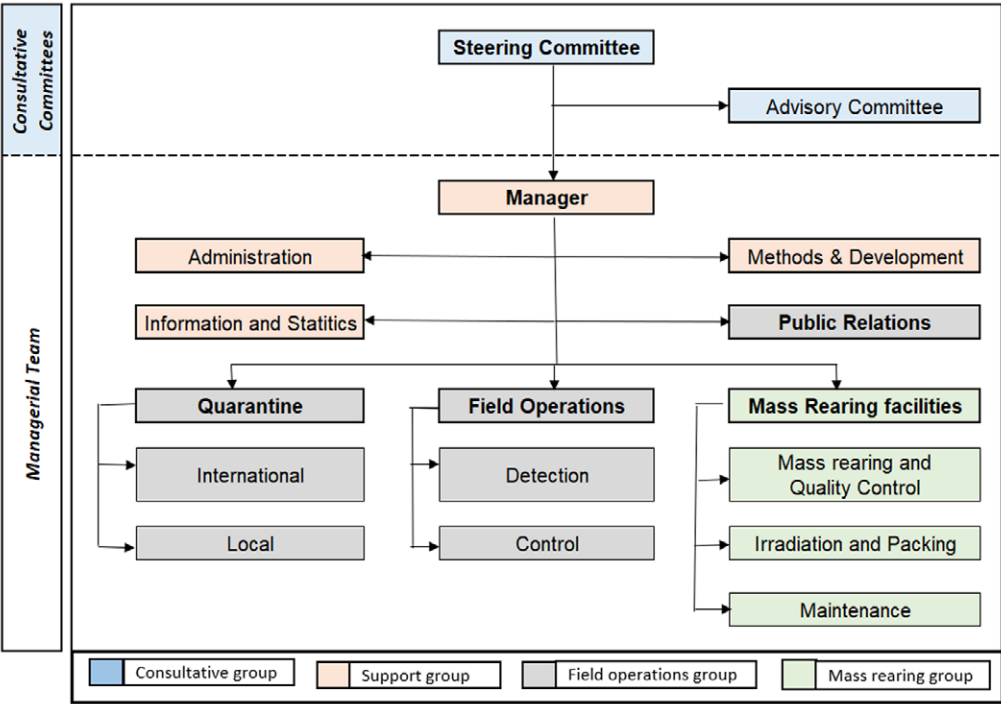 Consultative
Committees
Steering Committee
Advisory Committee
Managerial Team
Manager
Administration
Methods & Development
Information and Statitics
Public Relations
Quarantine
Field Operations
Mass Rearing facilities
International
Detection
Mass rearing and
Quality Control
Local
Control
Irradiation and Packing
Maintenance
Consultative group
Support group
Field operations group
Mass rearing group